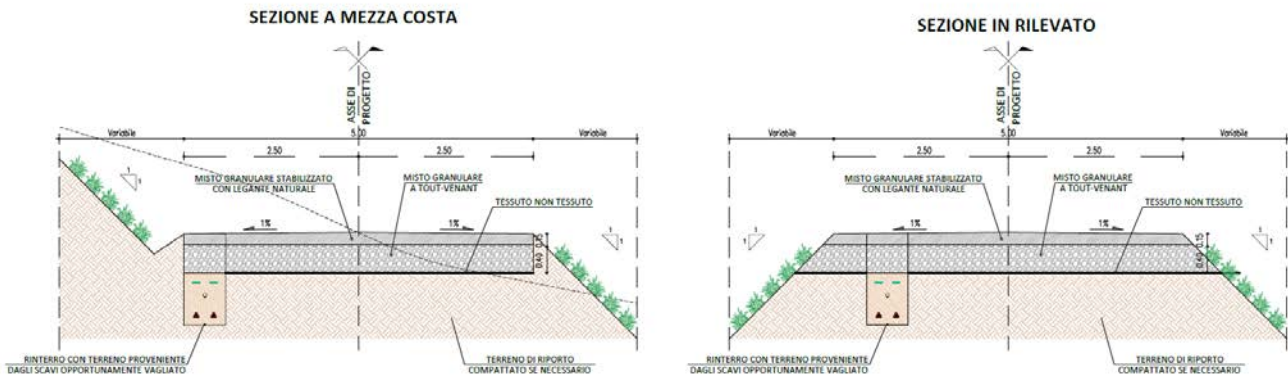 SEZIONE A MEZZA COSTA
ASSE DI
PROGETTO
Variabile
5.00
Variabile
2.50
2.50
MISTO GRANULARE STABILIZZATO
CON LEGANTE NATURALE
MISTO GRANULARE
A TOUT-VENANT
TESSUTO NON TESSUTO
1
1
1%
1%
0.15
0.40
1
1
RINTERRO CON TERRENO PROVENIENTE
DAGLI SCAVI OPPORTUNAMENTE VAGLIATO
TERRENO DI RIPORTO
COMPATTATO SE NECESSARIO
SEZIONE IN RILEVATO
ASSE DI
PROGETTO
Variabile
5.00
Variabile
2.50
2.50
MISTO GRANULARE STABILIZZATO
CON LEGANTE NATURALE
MISTO GRANULARE
A TOUT-VENANT
TESSUTO NON TESSUTO
1
1
1%
1%
0.15
0.40
1
1
RINTERRO CON TERRENO PROVENIENTE
DAGLI SCAVI OPPORTUNAMENTE VAGLIATO
TERRENO DI RIPORTO
COMPATTATO SE NECESSARIO